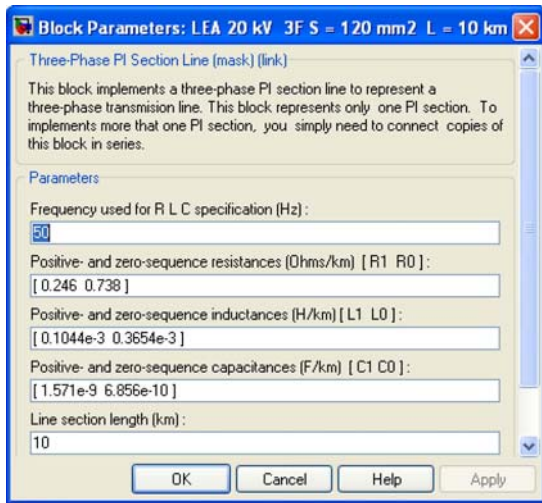 Block Parameters: LEA 20 kV 3F S = 120 mm2 L = 10 km
Three-Phase PI Section Line (mask) (link)
This block implements a three-phase PI section line to represent a
three-phase transmision line. This block represents only one PI section. To
implements more that one PI section, you simply need to connect copies of
this block in series.
Parameters
Frequency used for R L C specification (Hz) :
50
Positive- and zero-sequence resistances (Ohms/km) [ R1 R0 ] :
[ 0.246 0.738 ]
Positive- and zero-sequence inductances (H/km) [ L1 L0 ] :
[ 0.1044e-3 0.3654e-3 ]
Positive- and zero-sequence capacitances (F/km) [ C1 C0 ] :
[ 1.571e-9 6.856e-10 ]
Line section length (km) :
10
OK Cancel Help Apply